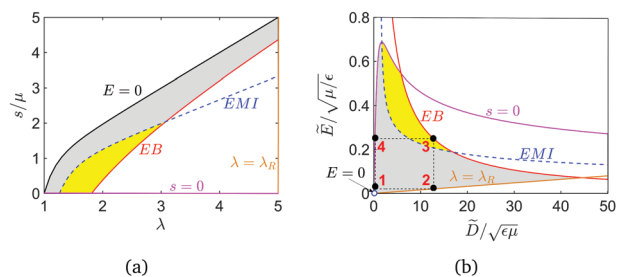 5
4
3
2
1
0
s/μ
1 2 3 4 5
λ
E = 0
EMI
EB
λ = λ_R
s = 0
(a)
0.8
0.6
0.4
0.2
0
Ẽ/√μ/ϵ
0 10 20 30 40 50
D̃/√ϵμ
EB
s = 0
4 3
EMI
E = 0
1 2
λ = λ_R
(b)